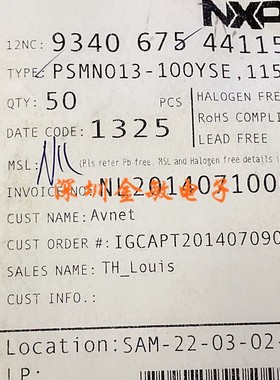 NXP
12NC: 9340 675 44115
TYPE: PSMN013-100YSE,115
QTY: 50 PCS
HALOGEN FREE
DATE CODE: 1325
RoHS COMPLI
LEAD FREE
MSL: NU (Pls refer Pb free, MSL and Halogen free details i
INVOICE NO: NL201407100
深圳金敏电子
CUST NAME: Avnet
CUST ORDER #: IGCAPT201407090
SALES NAME: TH_Louis
CUST INFO.:
Location: SAM-22-03-02-
LP: